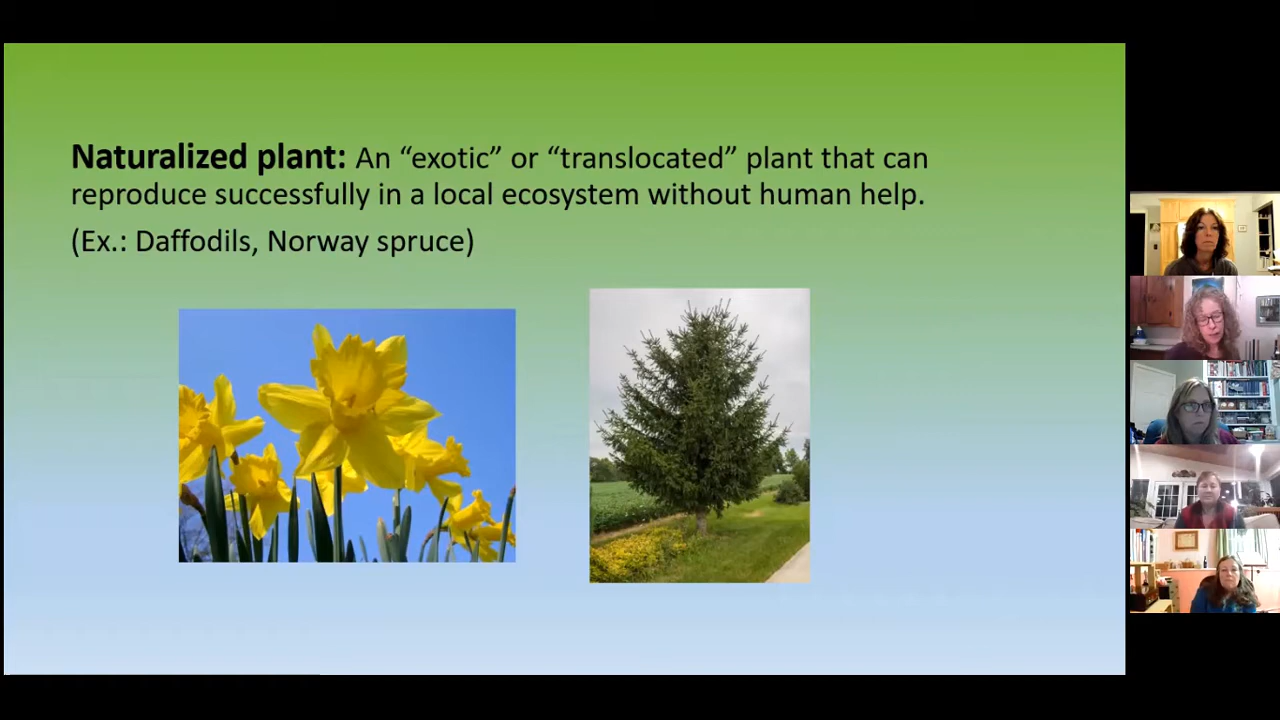 Naturalized plant: An “exotic” or “translocated” plant that can
reproduce successfully in a local ecosystem without human help.
(Ex.: Daffodils, Norway spruce)